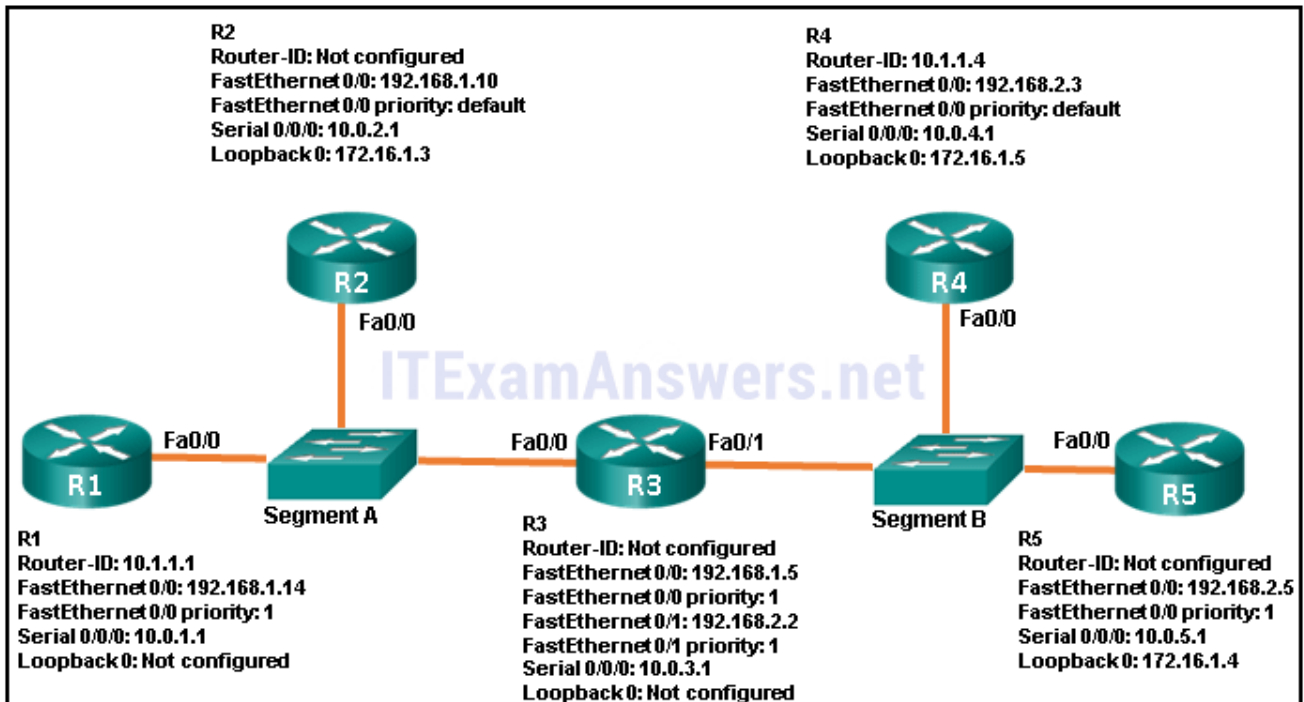 R2
Router-ID: Not configured
FastEthernet 0/0: 192.168.1.10
FastEthernet 0/0 priority: default
Serial 0/0/0: 10.0.2.1
Loopback 0: 172.16.1.3
R4
Router-ID: 10.1.1.4
FastEthernet 0/0: 192.168.2.3
FastEthernet 0/0 priority: default
Serial 0/0/0: 10.0.4.1
Loopback 0: 172.16.1.5
R2
Fa0/0
R4
Fa0/0
ITExamAnswers.net
R1
Fa0/0
Segment A
Fa0/0
R3
Fa0/1
Segment B
Fa0/0
R5
R1
Router-ID: 10.1.1.1
FastEthernet 0/0: 192.168.1.14
FastEthernet 0/0 priority: 1
Serial 0/0/0: 10.0.1.1
Loopback 0: Not configured
R3
Router-ID: Not configured
FastEthernet 0/0: 192.168.1.5
FastEthernet 0/0 priority: 1
FastEthernet 0/1: 192.168.2.2
FastEthernet 0/1 priority: 1
Serial 0/0/0: 10.0.3.1
Loopback 0: Not configured
R5
Router-ID: Not configured
FastEthernet 0/0: 192.168.2.5
FastEthernet 0/0 priority: 1
Serial 0/0/0: 10.0.5.1
Loopback 0: 172.16.1.4